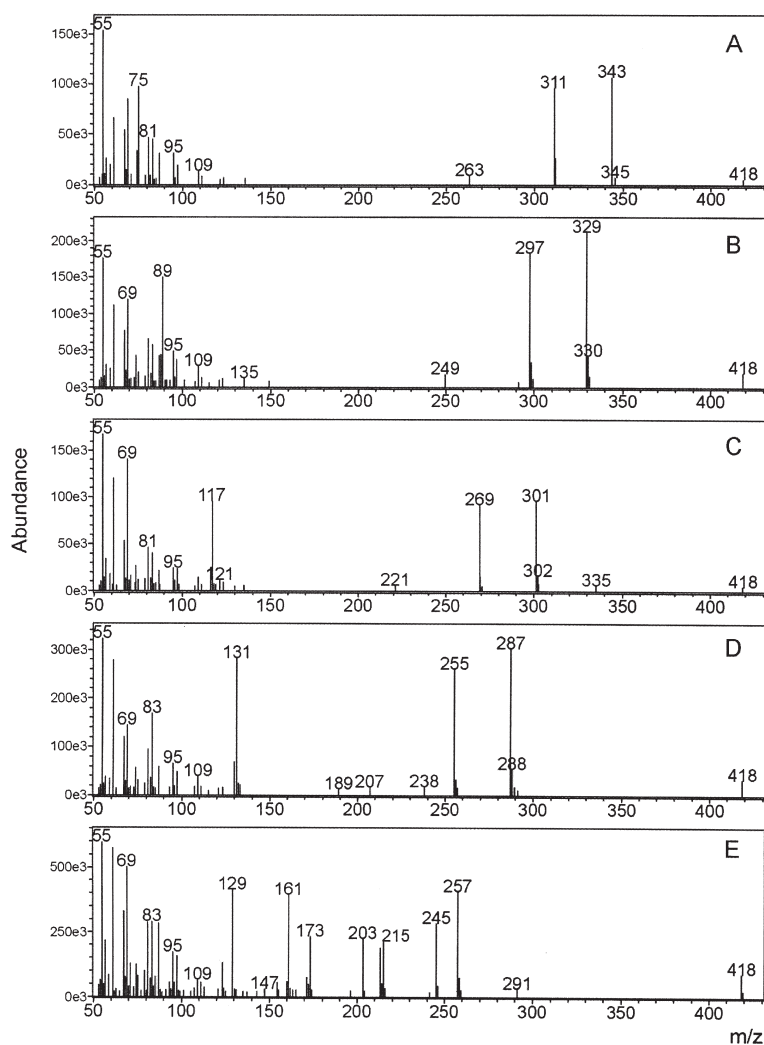 A
150e3
100e3
50e3
0e3
55
75
81
95
109
263
311
343
345
418
50 100 150 200 250 300 350 400
B
200e3
150e3
100e3
50e3
0e3
55
69
89
95
109
135
249
297
329
330
418
50 100 150 200 250 300 350 400
C
150e3
100e3
50e3
0e3
55
69
81
95
117
121
221
269
301
302
335
418
50 100 150 200 250 300 350 400
Abundance
D
300e3
200e3
100e3
0e3
55
69
83
95
109
131
189
207
238
255
287
288
418
50 100 150 200 250 300 350 400
E
500e3
250e3
0e3
55
69
83
95
109
129
147
161
173
203
215
245
257
291
418
50 100 150 200 250 300 350 400
m/z